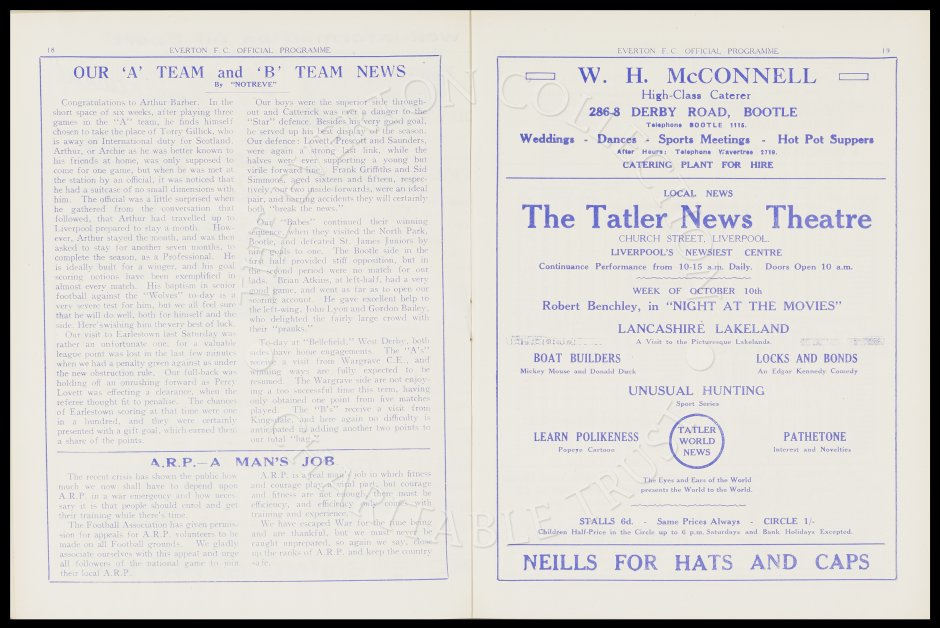 18
EVERTON F.C. OFFICIAL PROGRAMME
OUR 'A' TEAM and 'B' TEAM NEWS
By "NOTREVE"
Congratulations to Arthur Barber. In the
short space of six weeks, after playing three
games in the "A" team, he finds himself
chosen to take the place of Torry Gillick, who
is away on International duty for Scotland.
Arthur, or Archie as he was better known to
his friends at home, was only supposed to
come for one game, but when he was met at
the station by an official, it was noticed that
he had a suitcase of no small dimensions with
him. The official was a little surprised when
he gathered from the conversation that
followed, that Arthur had travelled up to
Liverpool prepared to stay a month. How-
ever, Arthur stayed the month, and was then
asked to stay for another seven months, to
complete the season, as a Professional. He
is ideally built for a winger, and his goal
scoring notions have been exemplified in
almost every match. His baptism in senior
football against the "Wolves" to-day is a
very severe test for him, but we all feel sure
that he will do well, both for himself and the
side. Here's wishing him the very best of luck.
Our visit to Earlestown last Saturday was
rather an unfortunate one, for a valuable
league point was lost in the last few minutes
when we had a penalty given against us under
the new obstruction rule. Our full-back was
holding off an onrushing forward as Percy
Lovett was effecting a clearance, when the
referee thought fit to penalise. The chances
of Earlestown scoring at that time were one
in a hundred, and they were certainly
presented with a gift goal, which earned them
a share of the points.
Our boys were the superior side through-
out and Catterick was ever a danger to the
"Star" defence. Besides his very good goal,
he served up his best display of the season.
Our defence: Lovett, Prescott and Saunders,
were again a strong last link, while the
halves were ever supporting a young but
virile forward line. Frank Griffiths and Sid
Simmons, aged sixteen and fifteen, respec-
tively, our two inside-forwards, were an ideal
pair, and barring accidents they will certainly
both "break the news."
Our "Babes" continued their winning
sequence, when they visited the North Park,
Bootle, and defeated St. James Juniors by
nine goals to one. The Bootle side in the
first half provided stiff opposition, but in
the second period were no match for our
lads. Brian Atkins, at left-half, had a very
good game, and went as far as to open our
scoring account. He gave excellent help to
the left-wing, John Lyon and Gordon Bailey,
who delighted the fairly large crowd with
their "pranks."
To-day at "Bellefield," West Derby, both
sides have home engagements. The "A's"
receive a visit from Wargrave C.E., and
winning ways are fully expected to be
resumed. The Wargrave side are not enjoy-
ing a too successful time this term, having
only obtained one point from five matches
played. The "B's" receive a visit from
Kingsdale, and here again no difficulty is
anticipated in adding another two points to
our total "bag."
A.R.P.—A MAN'S JOB
The recent crisis has shown the public how
much we now shall have to depend upon
A.R.P. in a war emergency and how neces-
sary it is that people should enrol and get
their training while there's time.
The Football Association has given permis-
sion for appeals for A.R.P. volunteers to be
made on all Football grounds. We gladly
associate ourselves with this appeal and urge
all followers of the national game to join
their local A.R.P.
A.R.P. is a real man's job in which fitness
and courage play a vital part, but courage
and fitness are not enough, there must be
efficiency, and efficiency only comes with
training and experience.
We have escaped War for the time being
and are thankful, but we must never be
caught unprepared, so again we say, close
up the ranks of A.R.P. and keep the country
safe.
EVERTON F.C. OFFICIAL PROGRAMME
19
W. H. McCONNELL
High-Class Caterer
286-8 DERBY ROAD, BOOTLE
Telephone BOOTLE 1115.
Weddings - Dances - Sports Meetings - Hot Pot Suppers
After Hours: Telephone Wavertree 2719.
CATERING PLANT FOR HIRE
LOCAL NEWS
The Tatler News Theatre
CHURCH STREET, LIVERPOOL.
LIVERPOOL'S NEWSIEST CENTRE
Continuance Performance from 10-15 a.m. Daily. Doors Open 10 a.m.
WEEK OF OCTOBER 10th
Robert Benchley, in "NIGHT AT THE MOVIES"
LANCASHIRE LAKELAND
A Visit to the Picturesque Lakelands.
BOAT BUILDERS
Mickey Mouse and Donald Duck
LOCKS AND BONDS
An Edgar Kennedy Comedy
UNUSUAL HUNTING
Sport Series
LEARN POLIKENESS
Popeye Cartoon
TATLER
WORLD
NEWS
PATHETONE
Interest and Novelties
The Eyes and Ears of the World
presents the World to the World.
STALLS 6d. - Same Prices Always - CIRCLE 1/-
Children Half-Price in the Circle up to 6 p.m. Saturdays and Bank Holidays Excepted.
NEILLS FOR HATS AND CAPS